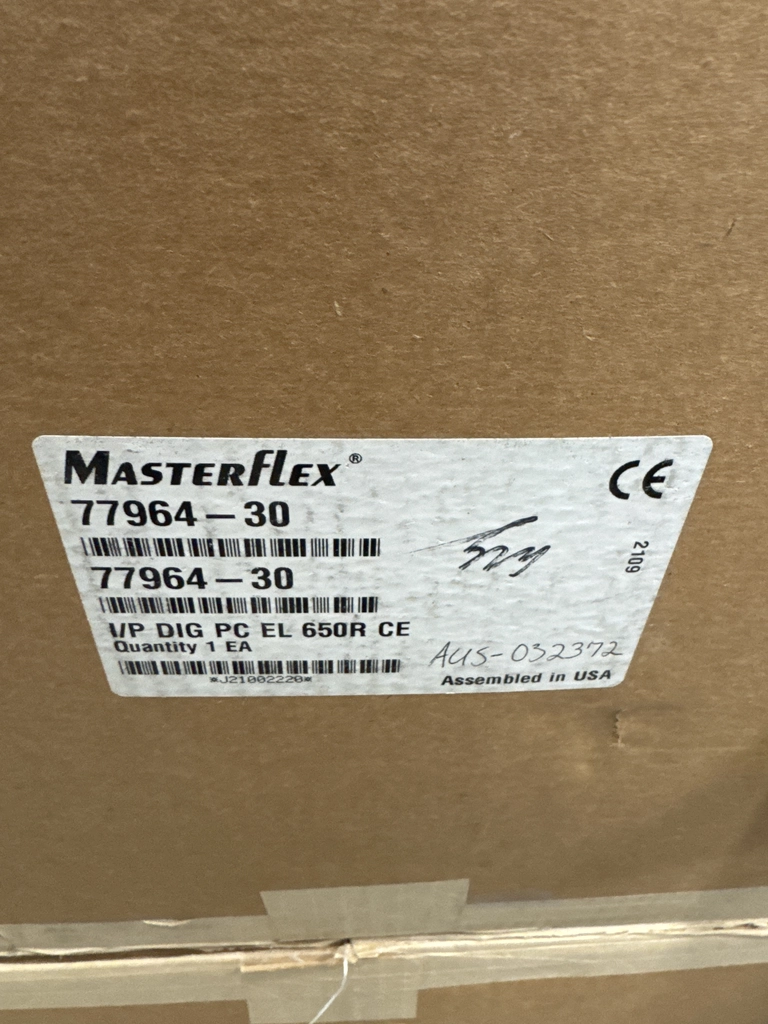 MASTERFLEX®
CE
77964-30
2109
77964-30
I/P DIG PC EL 650R CE
Quantity 1 EA
AUS-032372
*J21002220*
Assembled in USA